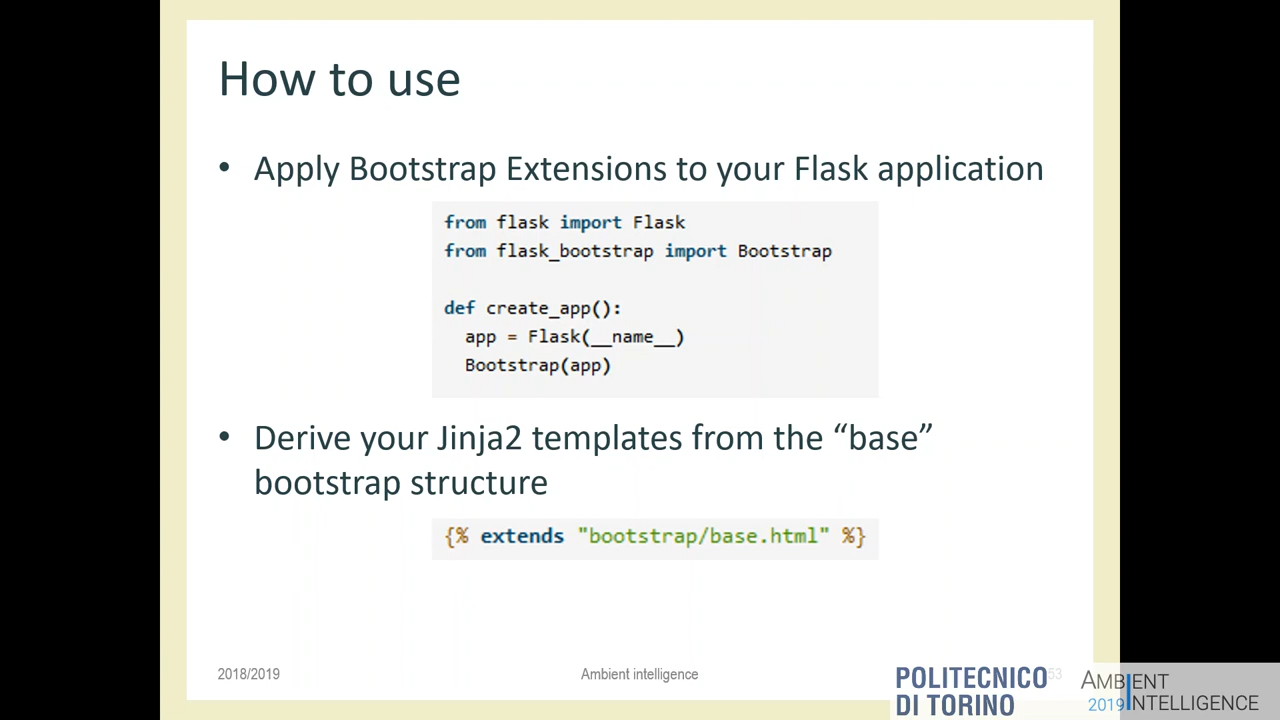 How to use
• Apply Bootstrap Extensions to your Flask application
from flask import Flask
from flask_bootstrap import Bootstrap
def create_app():
app = Flask(__name__)
Bootstrap(app)
• Derive your Jinja2 templates from the “base”
bootstrap structure
{% extends "bootstrap/base.html" %}
2018/2019
Ambient intelligence
53
POLITECNICO
DI TORINO
AMBIENT
2019 INTELLIGENCE